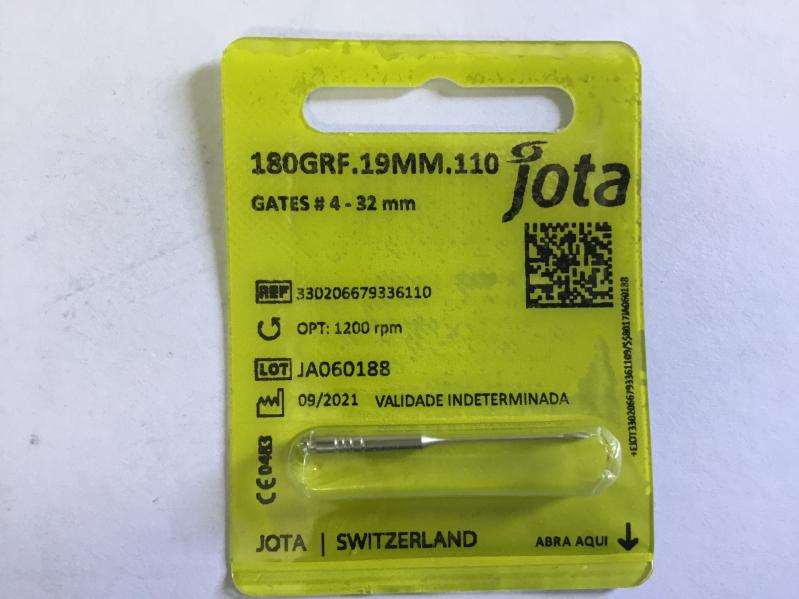 180GRF.19MM.110
jota
GATES # 4 - 32 mm
REF 330206679336110
OPT: 1200 rpm
LOT JA060188
09/2021 VALIDADE INDETERMINADA
CE 0483
JOTA | SWITZERLAND
ABRA AQUI